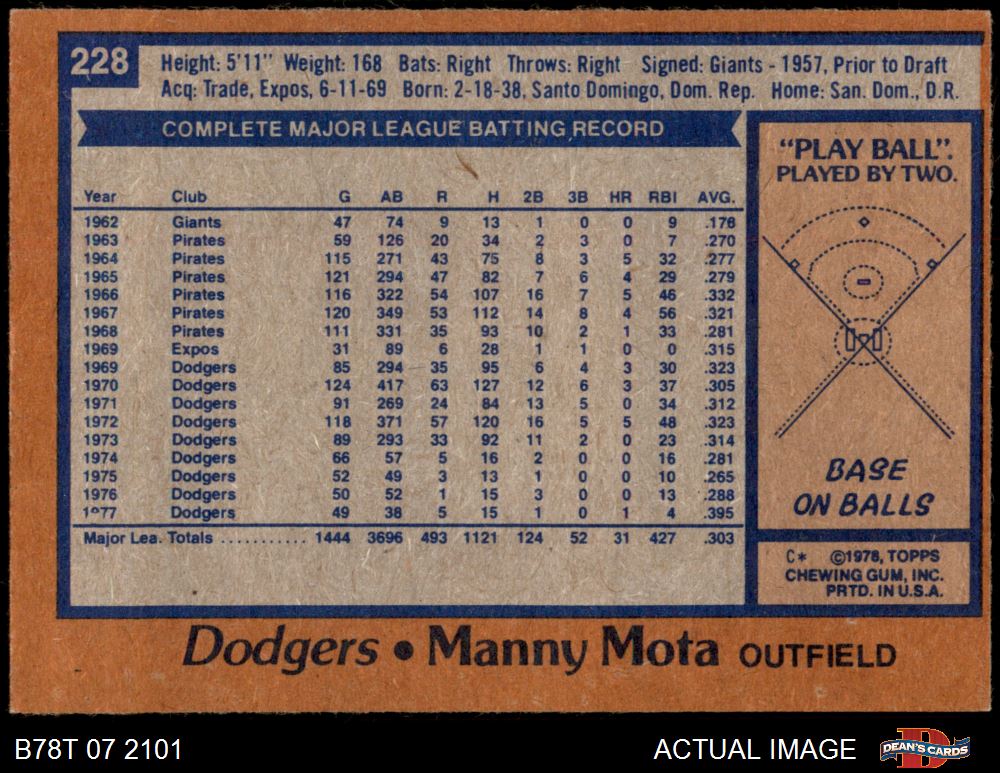 228
Height: 5'11" Weight: 168 Bats: Right Throws: Right Signed: Giants - 1957, Prior to Draft
Acq: Trade, Expos, 6-11-69 Born: 2-18-38, Santo Domingo, Dom. Rep. Home: San. Dom., D.R.
COMPLETE MAJOR LEAGUE BATTING RECORD
Year Club G AB R H 2B 3B HR RBI AVG.
1962 Giants 47 74 9 13 1 0 0 9 .176
1963 Pirates 59 126 20 34 2 3 0 7 .270
1964 Pirates 115 271 43 75 8 3 5 32 .277
1965 Pirates 121 294 47 82 7 6 4 29 .279
1966 Pirates 116 322 54 107 16 7 5 46 .332
1967 Pirates 120 349 53 112 14 8 4 56 .321
1968 Pirates 111 331 35 93 10 2 1 33 .281
1969 Expos 31 89 6 28 1 1 0 0 .315
1969 Dodgers 85 294 35 95 6 4 3 30 .323
1970 Dodgers 124 417 63 127 12 6 3 37 .305
1971 Dodgers 91 269 24 84 13 5 0 34 .312
1972 Dodgers 118 371 57 120 16 5 5 48 .323
1973 Dodgers 89 293 33 92 11 2 0 23 .314
1974 Dodgers 66 57 5 16 2 0 0 16 .281
1975 Dodgers 52 49 3 13 1 0 0 10 .265
1976 Dodgers 50 52 1 15 3 0 0 13 .288
1977 Dodgers 49 38 5 15 1 0 1 4 .395
Major Lea. Totals ........... 1444 3696 493 1121 124 52 31 427 .303
"PLAY BALL".
PLAYED BY TWO.
BASE
ON BALLS
C* ©1978, TOPPS
CHEWING GUM, INC.
PRTD. IN U.S.A.
Dodgers • Manny Mota OUTFIELD
B78T 07 2101
ACTUAL IMAGE
DEAN'S CARDS